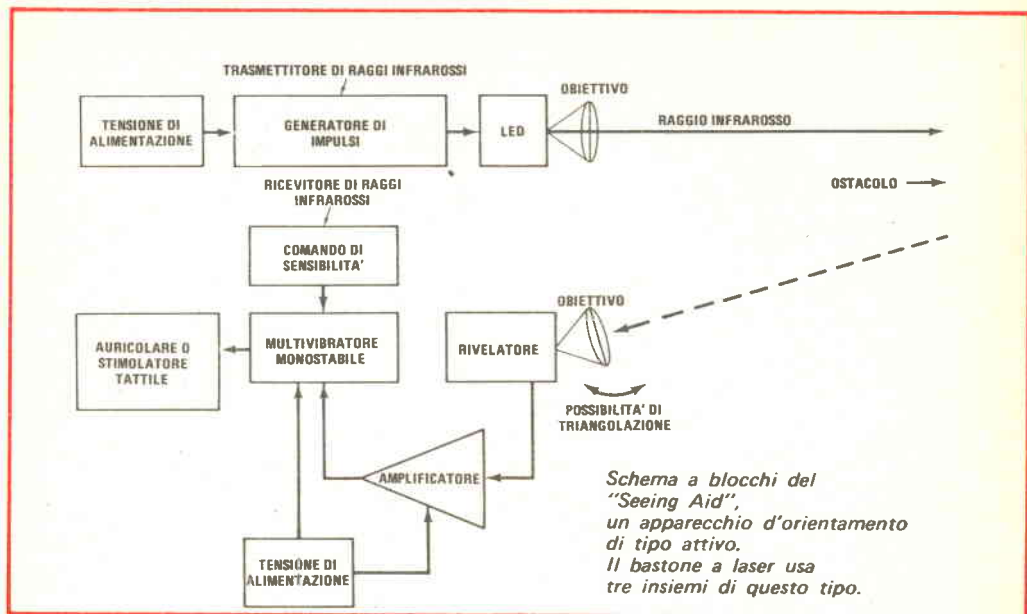 TRASMETTITORE DI RAGGI INFRAROSSI
TENSIONE DI
ALIMENTAZIONE
GENERATORE DI
IMPULSI
LED
OBIETTIVO
RAGGIO INFRAROSSO
OSTACOLO
RICEVITORE DI RAGGI
INFRAROSSI
COMANDO DI
SENSIBILITA'
AURICOLARE O
STIMOLATORE
TATTILE
MULTIVIBRATORE
MONOSTABILE
RIVELATORE
OBIETTIVO
POSSIBILITA' DI
TRIANGOLAZIONE
AMPLIFICATORE
TENSIONE DI
ALIMENTAZIONE
Schema a blocchi del
"Seeing Aid",
un apparecchio d'orientamento
di tipo attivo.
Il bastone a laser usa
tre insiemi di questo tipo.